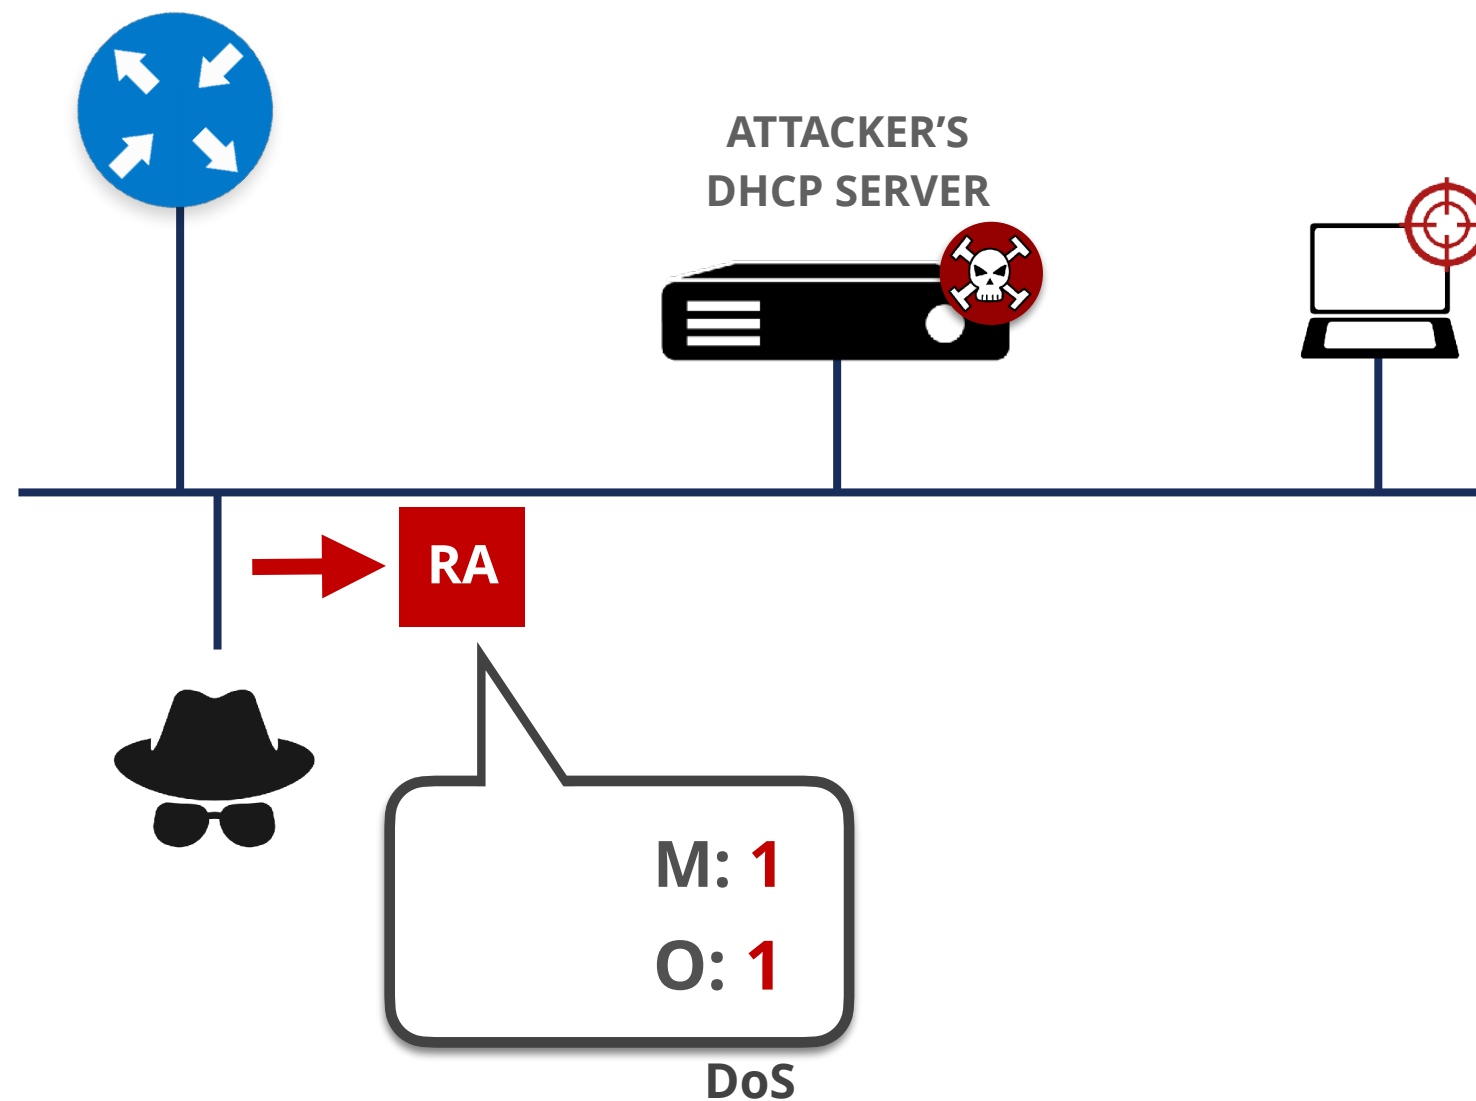 ATTACKER’S
DHCP SERVER
RA
M: 1
O: 1
DoS